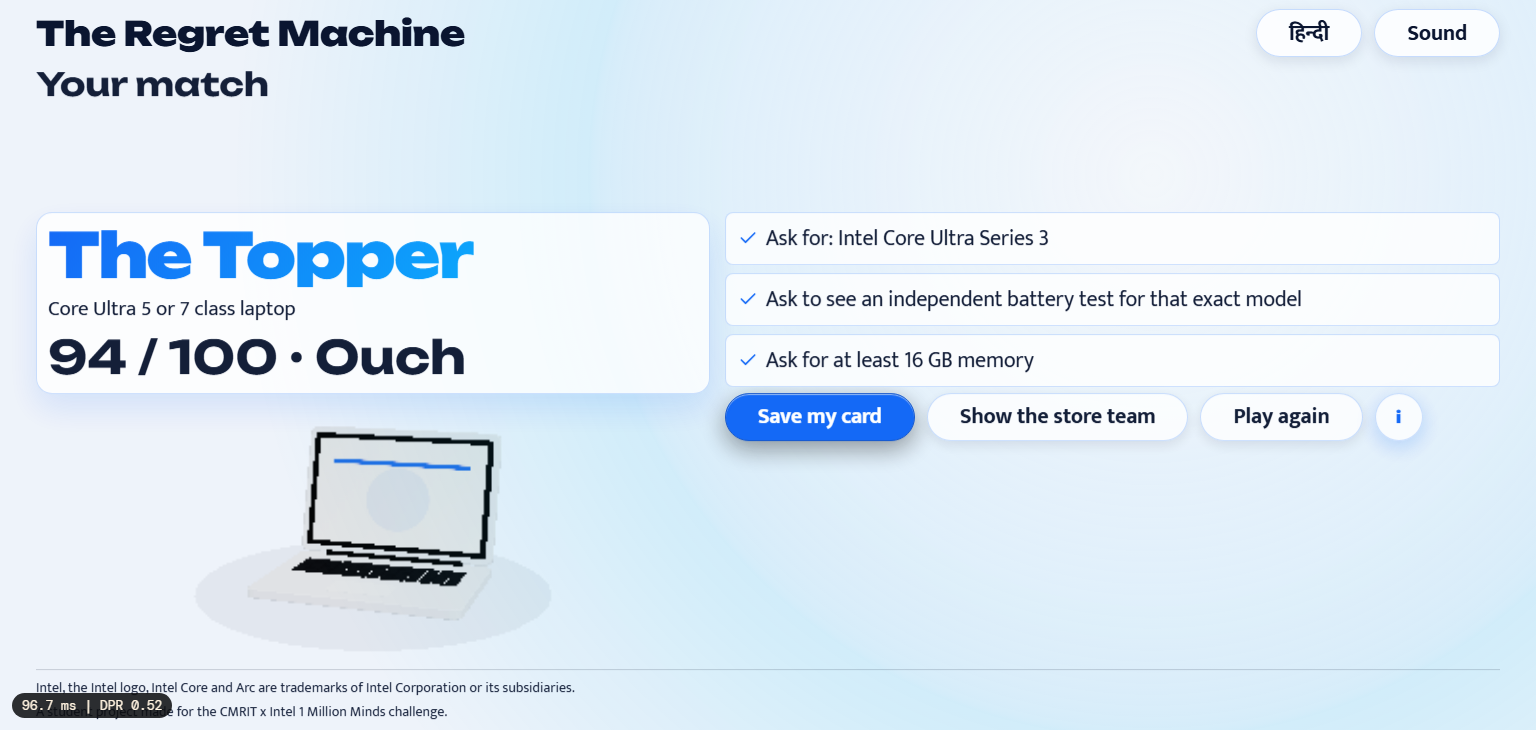 The Regret Machine
हिन्दी
Sound
Your match
The Topper
Core Ultra 5 or 7 class laptop
94 / 100 · Ouch
Ask for: Intel Core Ultra Series 3
Ask to see an independent battery test for that exact model
Ask for at least 16 GB memory
Save my card
Show the store team
Play again
i
Intel, the Intel logo, Intel Core and Arc are trademarks of Intel Corporation or its subsidiaries.
96.7 ms | DPR 0.52
A student project made for the CMRIT x Intel 1 Million Minds challenge.